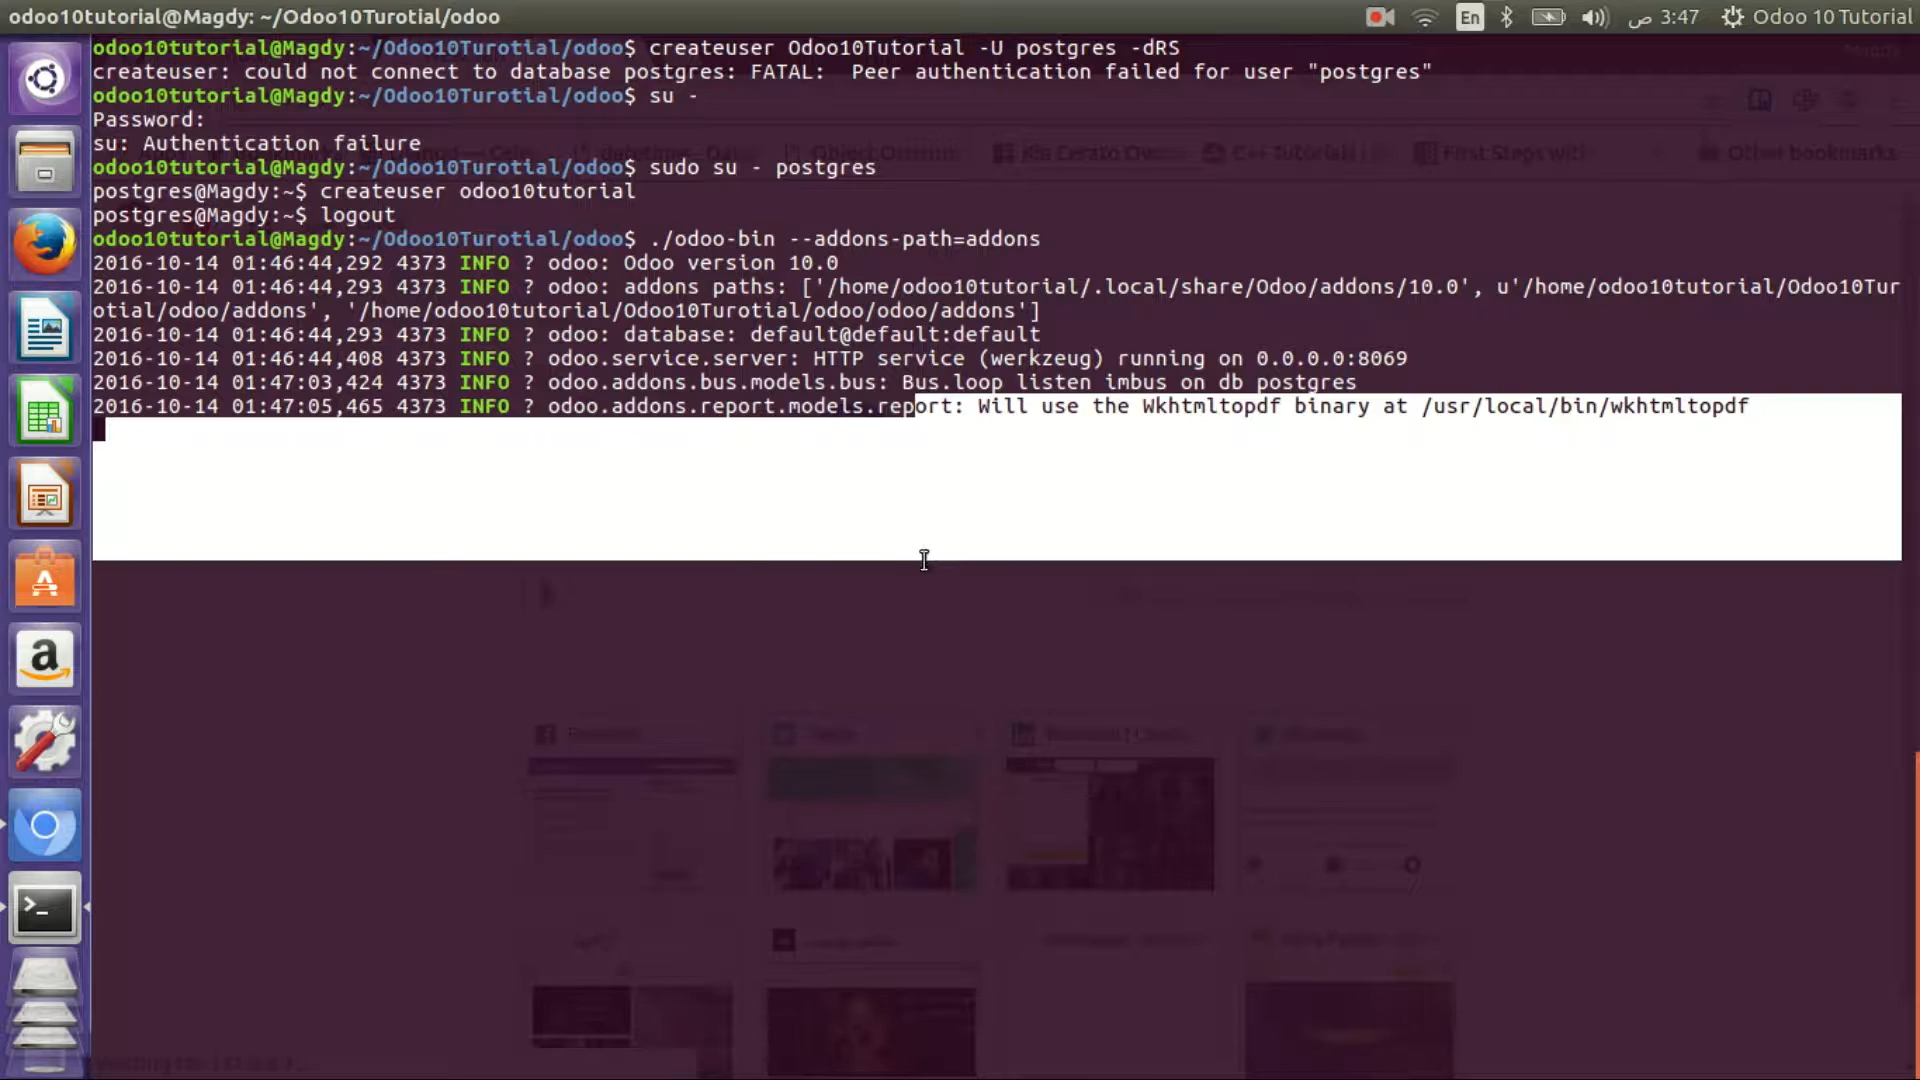 odoo10tutorial@Magdy: ~/Odoo10Turotial/odoo
En
3:47 ص
Odoo 10 Tutorial
odoo10tutorial@Magdy:~/Odoo10Turotial/odoo$ createuser Odoo10Tutorial -U postgres -dRS
createuser: could not connect to database postgres: FATAL:  Peer authentication failed for user "postgres"
odoo10tutorial@Magdy:~/Odoo10Turotial/odoo$ su -
Password:
su: Authentication failure
odoo10tutorial@Magdy:~/Odoo10Turotial/odoo$ sudo su - postgres
postgres@Magdy:~$ createuser odoo10tutorial
postgres@Magdy:~$ logout
odoo10tutorial@Magdy:~/Odoo10Turotial/odoo$ ./odoo-bin --addons-path=addons
2016-10-14 01:46:44,292 4373 INFO ? odoo: Odoo version 10.0
2016-10-14 01:46:44,293 4373 INFO ? odoo: addons paths: ['/home/odoo10tutorial/.local/share/Odoo/addons/10.0', u'/home/odoo10tutorial/Odoo10Tur
otial/odoo/addons', '/home/odoo10tutorial/Odoo10Turotial/odoo/odoo/addons']
2016-10-14 01:46:44,293 4373 INFO ? odoo: database: default@default:default
2016-10-14 01:46:44,408 4373 INFO ? odoo.service.server: HTTP service (werkzeug) running on 0.0.0.0:8069
2016-10-14 01:47:03,424 4373 INFO ? odoo.addons.bus.models.bus: Bus.loop listen imbus on db postgres
2016-10-14 01:47:05,465 4373 INFO ? odoo.addons.report.models.report: Will use the Wkhtmltopdf binary at /usr/local/bin/wkhtmltopdf
C++ Tutorials
First Steps with
Other bookmarks